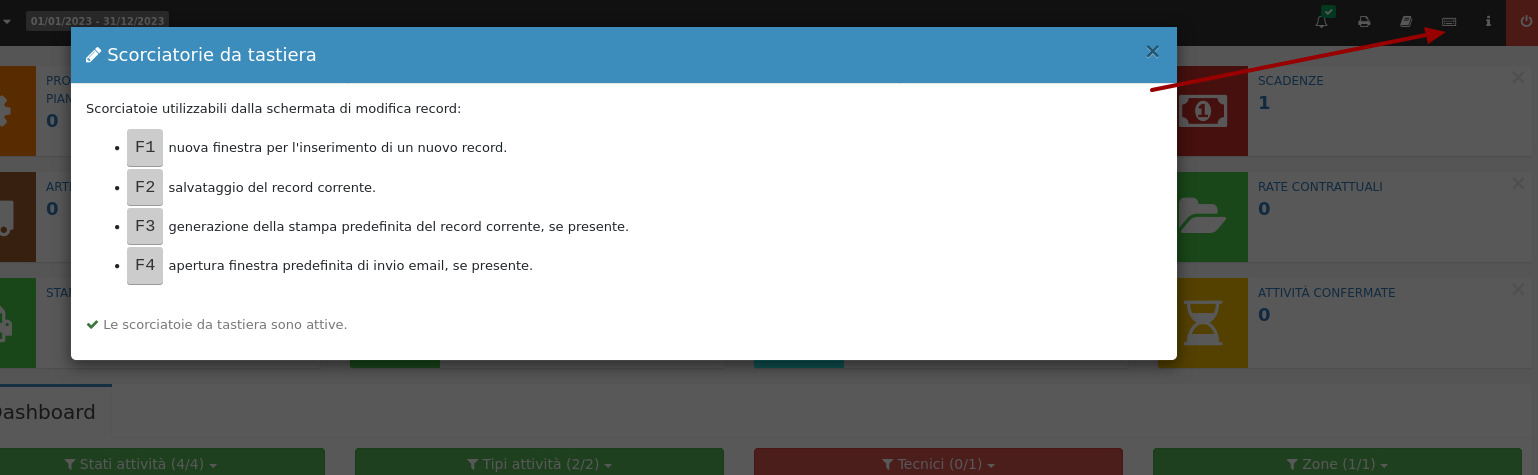 01/01/2023 - 31/12/2023
Scorciatorie da tastiera
×
Scorciatoie utilizzabili dalla schermata di modifica record:
F1 nuova finestra per l'inserimento di un nuovo record.
F2 salvataggio del record corrente.
F3 generazione della stampa predefinita del record corrente, se presente.
F4 apertura finestra predefinita di invio email, se presente.
Le scorciatoie da tastiera sono attive.
PRO
PIAN
0
SCADENZE
1
ARTI
0
RATE CONTRATTUALI
0
STA
ATTIVITÀ CONFERMATE
0
ashboard
Stati attività (4/4)
Tipi attività (2/2)
Tecnici (0/1)
Zone (1/1)